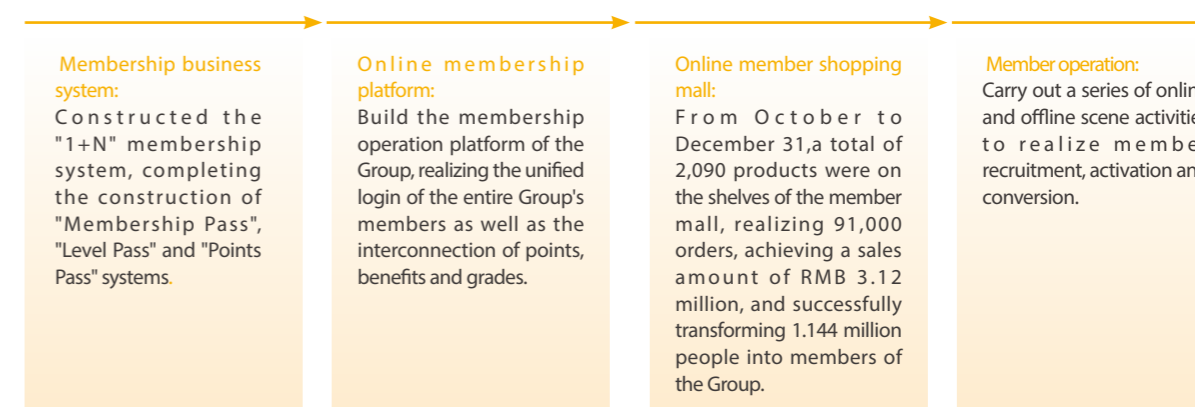 Membership business
system:
Constructed the
"1+N" membership
system, completing
the construction of
"Membership Pass",
"Level Pass" and "Points
Pass" systems.
Online membership
platform:
Build the membership
operation platform of the
Group, realizing the unified
login of the entire Group's
members as well as the
interconnection of points,
benefits and grades.
Online member shopping
mall:
From October to
December 31,a total of
2,090 products were on
the shelves of the member
mall, realizing 91,000
orders, achieving a sales
amount of RMB 3.12
million, and successfully
transforming 1.144 million
people into members of
the Group.
Member operation:
Carry out a series of
and offline scene
to realize
recruitment, activation
conversion.